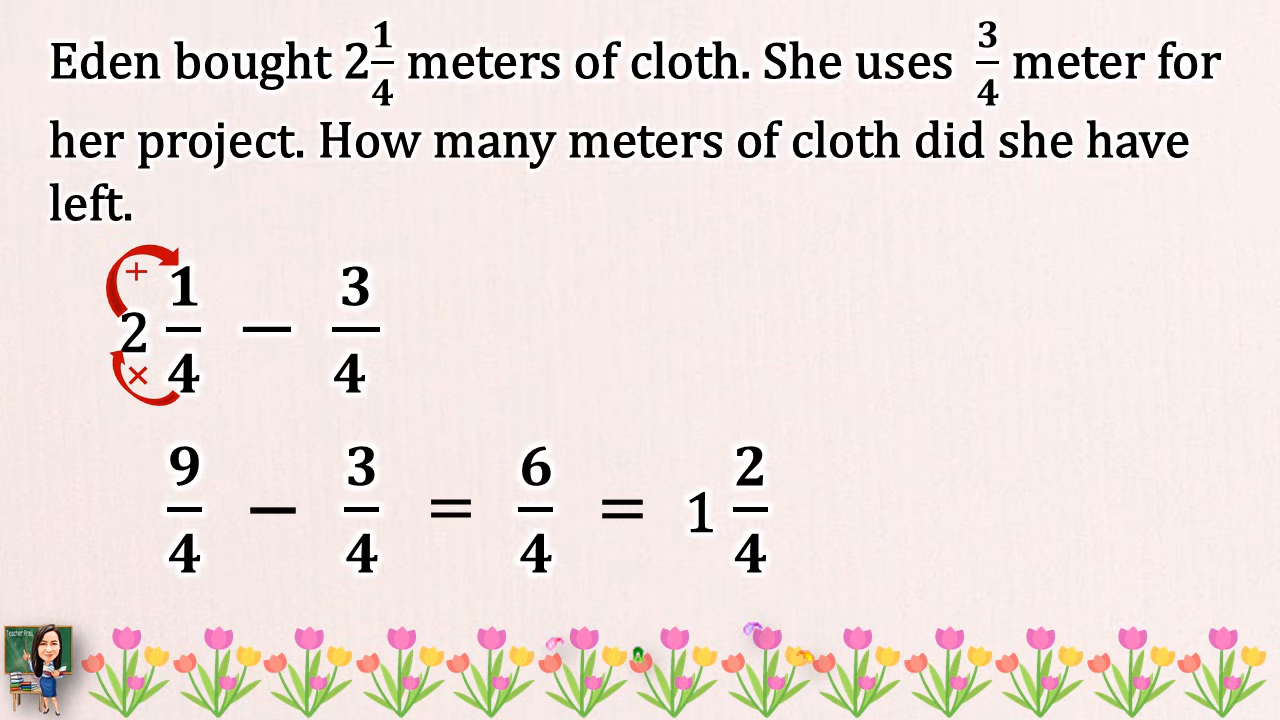 Eden bought 2 1/4 meters of cloth. She uses 3/4 meter for
her project. How many meters of cloth did she have
left.
2 1/4 − 3/4
+
×
9/4 − 3/4 = 6/4 = 1 2/4